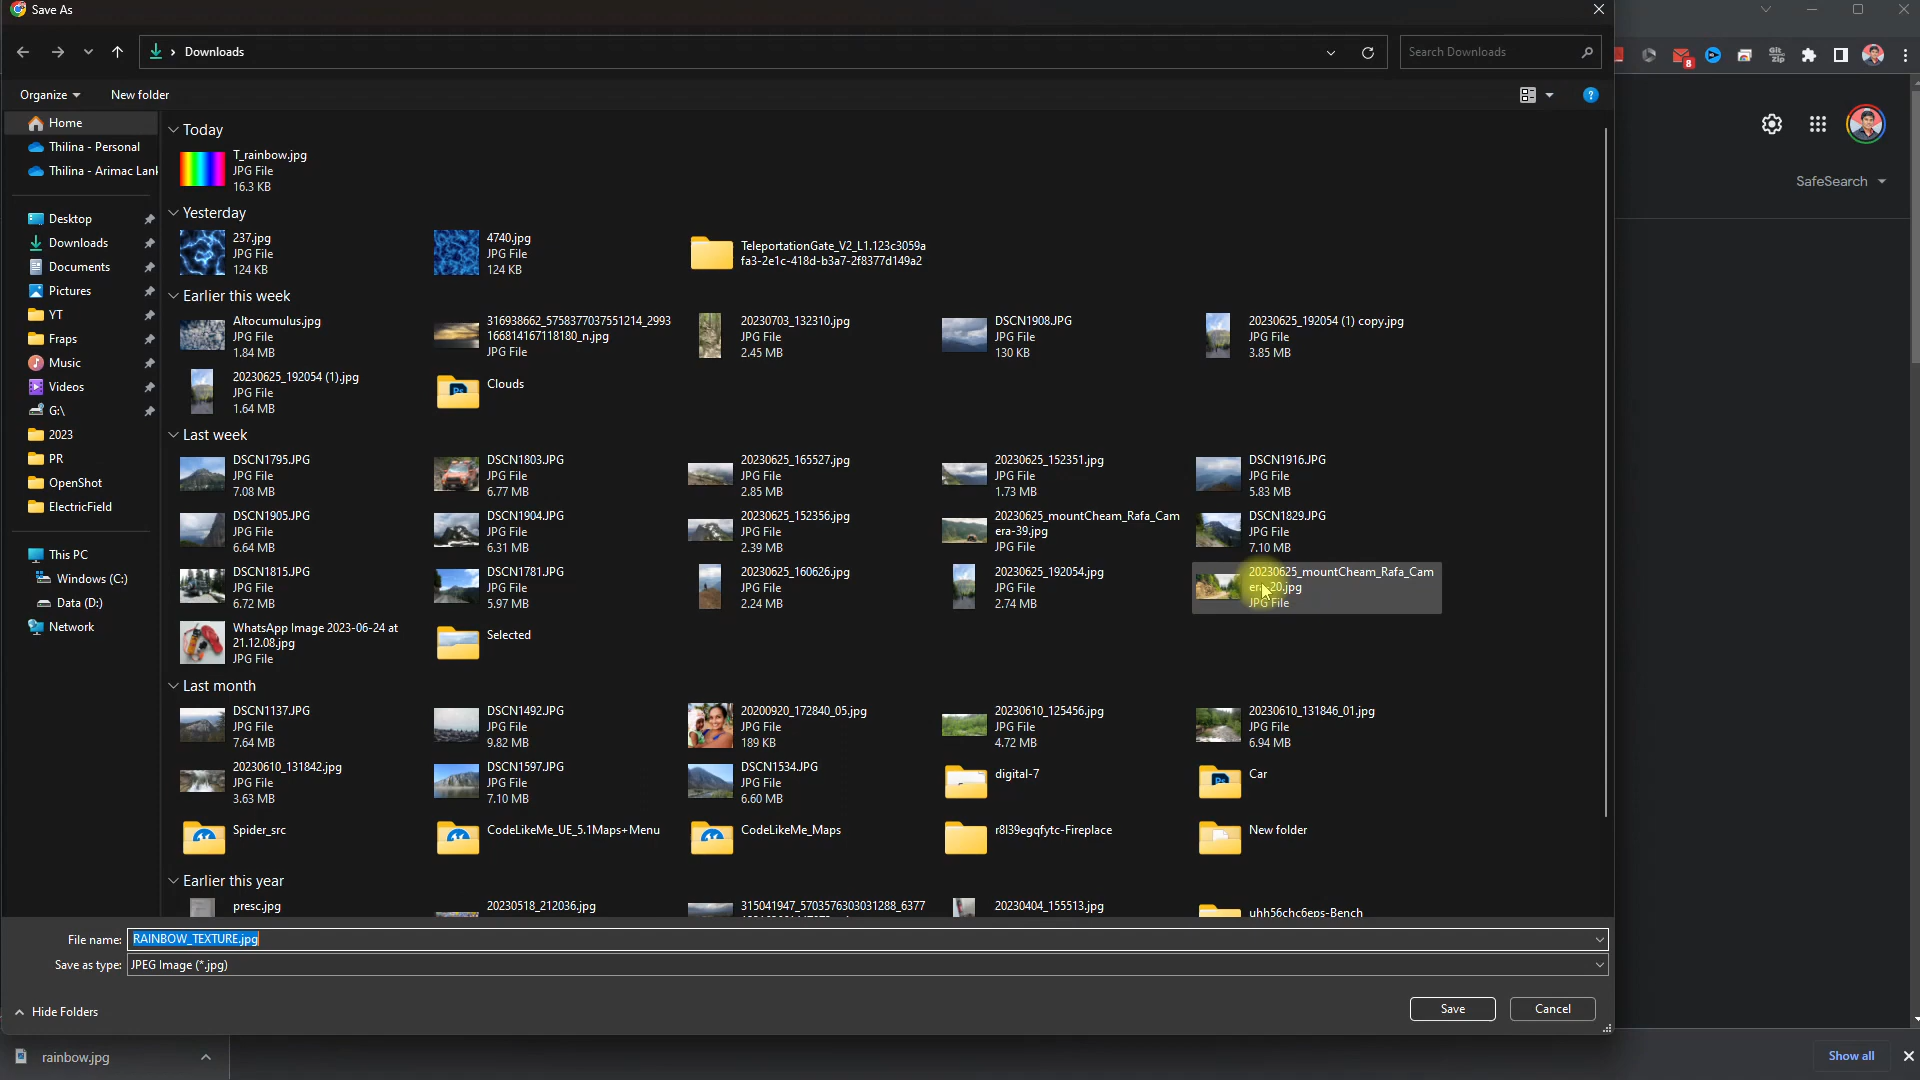 Save As
Downloads
Search Downloads
Organize
New folder
Home
Thilina - Personal
Thilina - Arimac Lank
Desktop
Downloads
Documents
Pictures
YT
Fraps
Music
Videos
G:\
2023
PR
OpenShot
ElectricField
This PC
Windows (C:)
Data (D:)
Network
Today
T_rainbow.jpg
JPG File
16.3 KB
Yesterday
237.jpg
JPG File
124 KB
4740.jpg
JPG File
124 KB
TeleportationGate_V2_L1.123c3059a
fa3-2e1c-418d-b3a7-2f8377d149a2
Earlier this week
Altocumulus.jpg
JPG File
1.84 MB
316938662_5758377037551214_2993
166814167118180_n.jpg
JPG File
20230703_132310.jpg
JPG File
2.45 MB
DSCN1908.JPG
JPG File
130 KB
20230625_192054 (1) copy.jpg
JPG File
3.85 MB
20230625_192054 (1).jpg
JPG File
1.64 MB
Clouds
Last week
DSCN1795.JPG
JPG File
7.08 MB
DSCN1803.JPG
JPG File
6.77 MB
20230625_165527.jpg
JPG File
2.85 MB
20230625_152351.jpg
JPG File
1.73 MB
DSCN1916.JPG
JPG File
5.83 MB
DSCN1905.JPG
JPG File
6.64 MB
DSCN1904.JPG
JPG File
6.31 MB
20230625_152356.jpg
JPG File
2.39 MB
20230625_mountCheam_Rafa_Cam
era-39.jpg
JPG File
DSCN1829.JPG
JPG File
7.10 MB
DSCN1815.JPG
JPG File
6.72 MB
DSCN1781.JPG
JPG File
5.97 MB
20230625_160626.jpg
JPG File
2.24 MB
20230625_192054.jpg
JPG File
2.74 MB
20230625_mountCheam_Rafa_Cam
era-20.jpg
JPG File
WhatsApp Image 2023-06-24 at
21.12.08.jpg
JPG File
Selected
Last month
DSCN1137.JPG
JPG File
7.64 MB
DSCN1492.JPG
JPG File
9.82 MB
20200920_172840_05.jpg
JPG File
189 KB
20230610_125456.jpg
JPG File
4.72 MB
20230610_131846_01.jpg
JPG File
6.94 MB
20230610_131842.jpg
JPG File
3.63 MB
DSCN1597.JPG
JPG File
7.10 MB
DSCN1534.JPG
JPG File
6.60 MB
digital-7
Car
Spider_src
CodeLikeMe_UE_5.1Maps+Menu
CodeLikeMe_Maps
r8l39egqfytc-Fireplace
New folder
Earlier this year
presc.jpg
20230518_212036.jpg
315041947_5703576303031288_6377
20230404_155513.jpg
uhh56chc6eps-Bench
File name:
RAINBOW_TEXTURE.jpg
Save as type:
JPEG Image (*.jpg)
Hide Folders
Save
Cancel
8
Git
zip
SafeSearch
rainbow.jpg
Show all